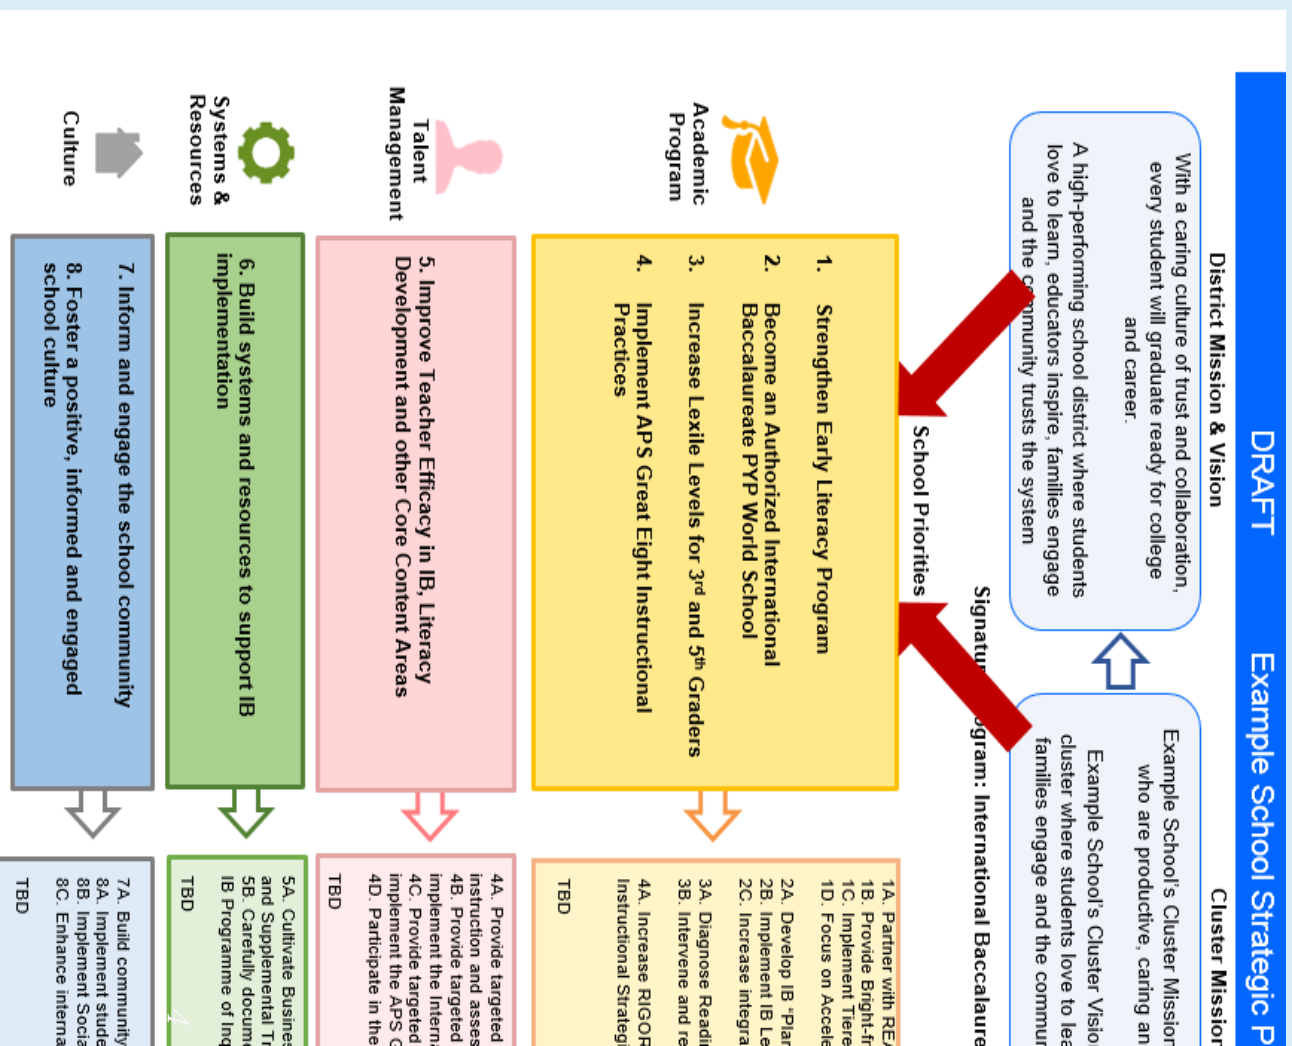 DRAFT Example School Strategic P
District Mission & Vision
With a caring culture of trust and collaboration,
every student will graduate ready for college
and career.
A high-performing school district where students
love to learn, educators inspire, families engage
and the community trusts the system
Cluster Mission
Example School's Cluster Mission
who are productive, caring an
Example School's Cluster Vision
cluster where students love to lea
families engage and the commun
Signature Program: International Baccalaure
School Priorities
Academic
Program
1. Strengthen Early Literacy Program
2. Become an Authorized International
Baccalaureate PYP World School
3. Increase Lexile Levels for 3rd and 5th Graders
4. Implement APS Great Eight Instructional
Practices
1A. Partner with REA
1B. Provide Bright-fr
1C. Implement Tiere
1D. Focus on Accele
2A. Develop IB "Plan
2B. Implement IB Le
2C. Increase integra
3A. Diagnose Readi
3B. Intervene and re
4A. Increase RIGOR
Instructional Strategi
TBD
Talent
Management
5. Improve Teacher Efficacy in IB, Literacy
Development and other Core Content Areas
4A. Provide targeted
instruction and asses
4B. Provide targeted
implement the Interna
4C. Provide targeted
implement the APS G
4D. Participate in the
TBD
Systems &
Resources
6. Build systems and resources to support IB
implementation
5A. Cultivate Busines
and Supplemental Tr
5B. Carefully docume
IB Programme of Inq
TBD
Culture
7. Inform and engage the school community
8. Foster a positive, informed and engaged
school culture
7A. Build community
8A. Implement stude
8B. Implement Socia
8C. Enhance interna
TBD
4